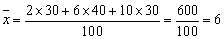 x̄ = (2 × 30 + 6 × 40 + 10 × 30) / 100 = 600 / 100 = 6